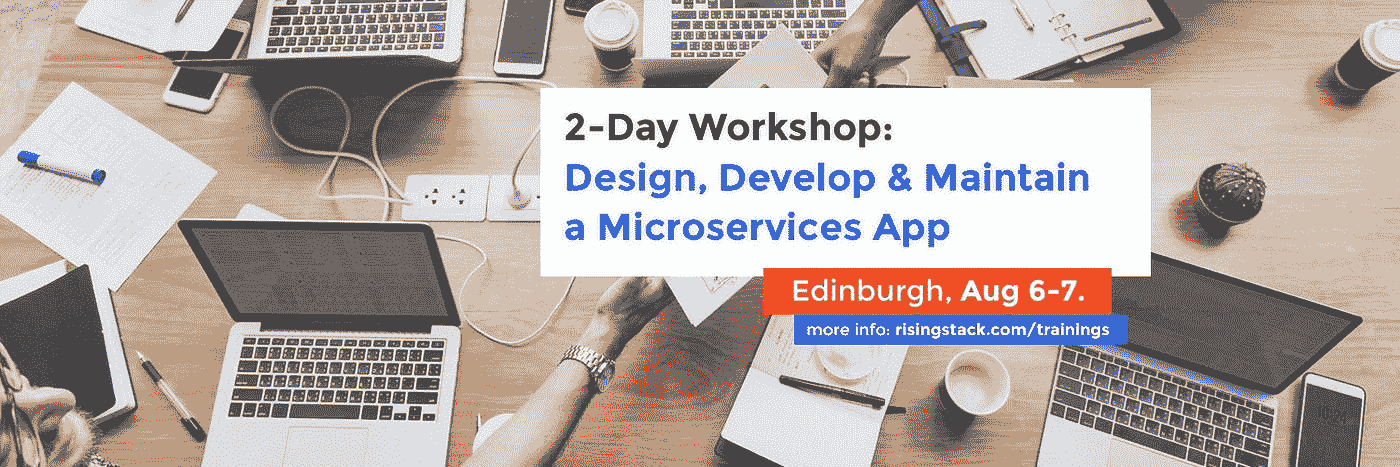 2-Day Workshop:
Design, Develop & Maintain
a Microservices App
Edinburgh, Aug 6-7.
more info: risingstack.com/trainings